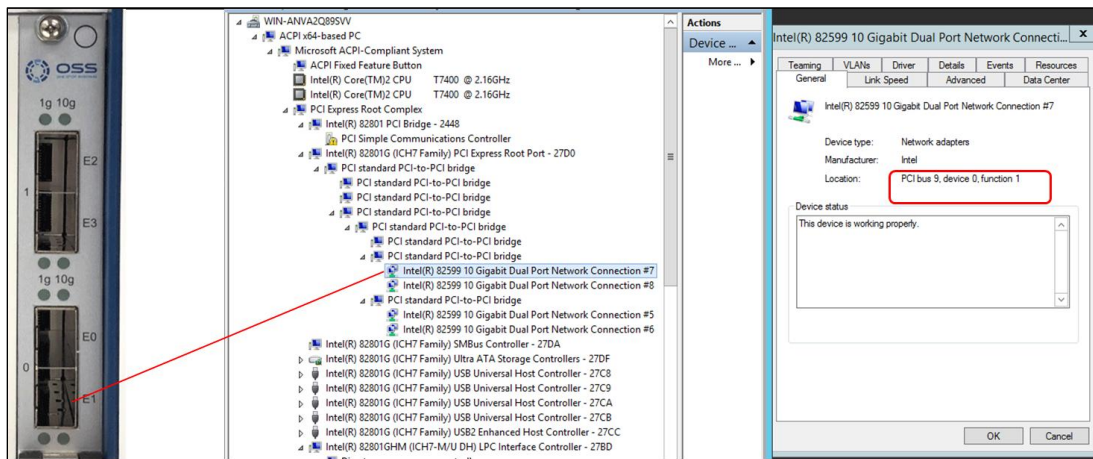 OSS
1g 10g
E2
1
E3
1g 10g
E0
0
E1
WIN-ANVA2Q89SVV
ACPI x64-based PC
Microsoft ACPI-Compliant System
ACPI Fixed Feature Button
Intel(R) Core(TM)2 CPU T7400 @ 2.16GHz
Intel(R) Core(TM)2 CPU T7400 @ 2.16GHz
PCI Express Root Complex
Intel(R) 82801 PCI Bridge - 2448
PCI Simple Communications Controller
Intel(R) 82801G (ICH7 Family) PCI Express Root Port - 27D0
PCI standard PCI-to-PCI bridge
PCI standard PCI-to-PCI bridge
PCI standard PCI-to-PCI bridge
PCI standard PCI-to-PCI bridge
PCI standard PCI-to-PCI bridge
PCI standard PCI-to-PCI bridge
PCI standard PCI-to-PCI bridge
Intel(R) 82599 10 Gigabit Dual Port Network Connection #7
Intel(R) 82599 10 Gigabit Dual Port Network Connection #8
PCI standard PCI-to-PCI bridge
Intel(R) 82599 10 Gigabit Dual Port Network Connection #5
Intel(R) 82599 10 Gigabit Dual Port Network Connection #6
Intel(R) 82801G (ICH7 Family) SMBus Controller - 27DA
Intel(R) 82801G (ICH7 Family) Ultra ATA Storage Controllers - 27DF
Intel(R) 82801G (ICH7 Family) USB Universal Host Controller - 27C8
Intel(R) 82801G (ICH7 Family) USB Universal Host Controller - 27C9
Intel(R) 82801G (ICH7 Family) USB Universal Host Controller - 27CA
Intel(R) 82801G (ICH7 Family) USB Universal Host Controller - 27CB
Intel(R) 82801G (ICH7 Family) USB2 Enhanced Host Controller - 27CC
Intel(R) 82801GHM (ICH7-M/U DH) LPC Interface Controller - 27BD
Actions
Device ...
More ...
Intel(R) 82599 10 Gigabit Dual Port Network Connecti... x
Teaming VLANs Driver Details Events Resources
General Link Speed Advanced Data Center
Intel(R) 82599 10 Gigabit Dual Port Network Connection #7
Device type: Network adapters
Manufacturer: Intel
Location: PCI bus 9, device 0, function 1
Device status
This device is working properly.
OK Cancel